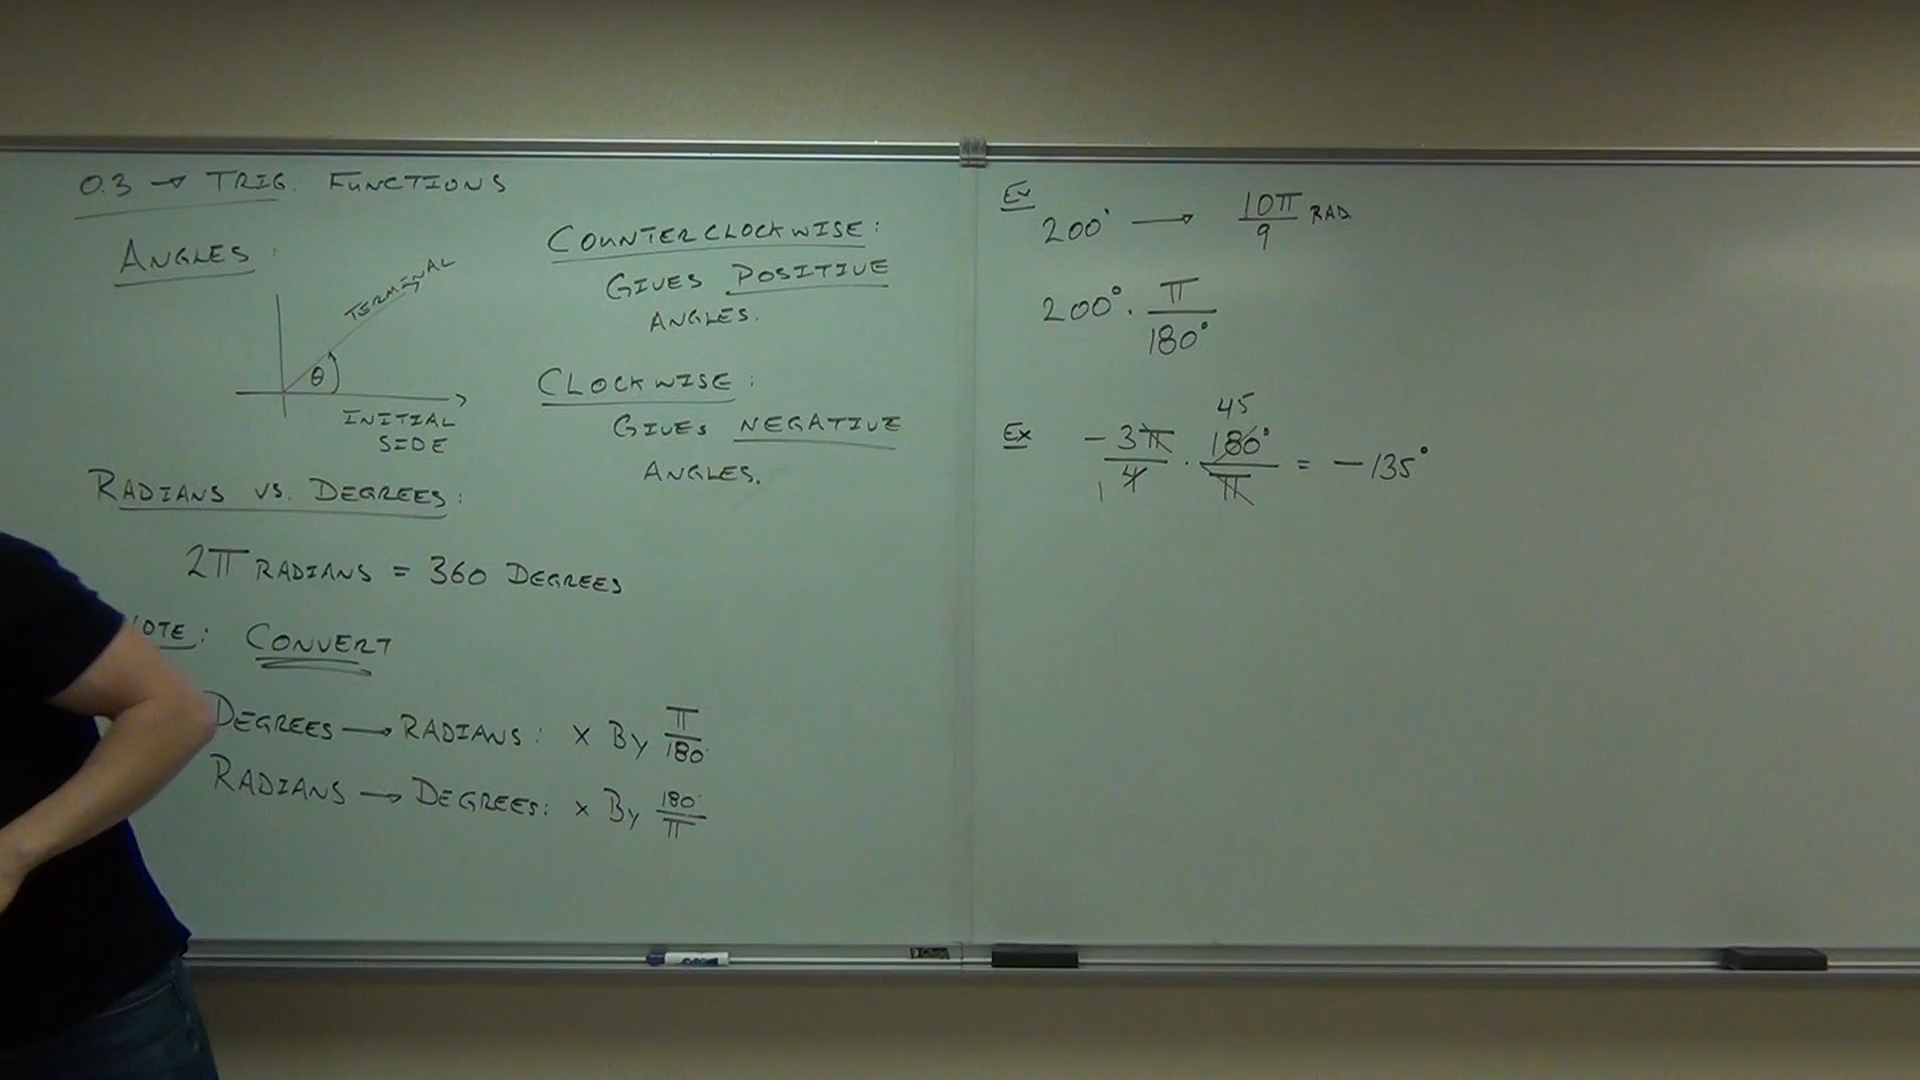 0.3 → TRIG. FUNCTIONS
ANGLES:
TERMINAL
θ
INITIAL
SIDE
COUNTERCLOCKWISE:
GIVES POSITIVE
ANGLES.
CLOCKWISE:
GIVES NEGATIVE
ANGLES.
RADIANS VS. DEGREES:
2π RADIANS = 360 DEGREES
OTE: CONVERT
DEGREES → RADIANS: × BY π/180°
RADIANS → DEGREES: × BY 180°/π
Ex
200° → 10π/9 RAD
200° · π/180°
45
Ex -3π/4 · 180°/π = -135°
1